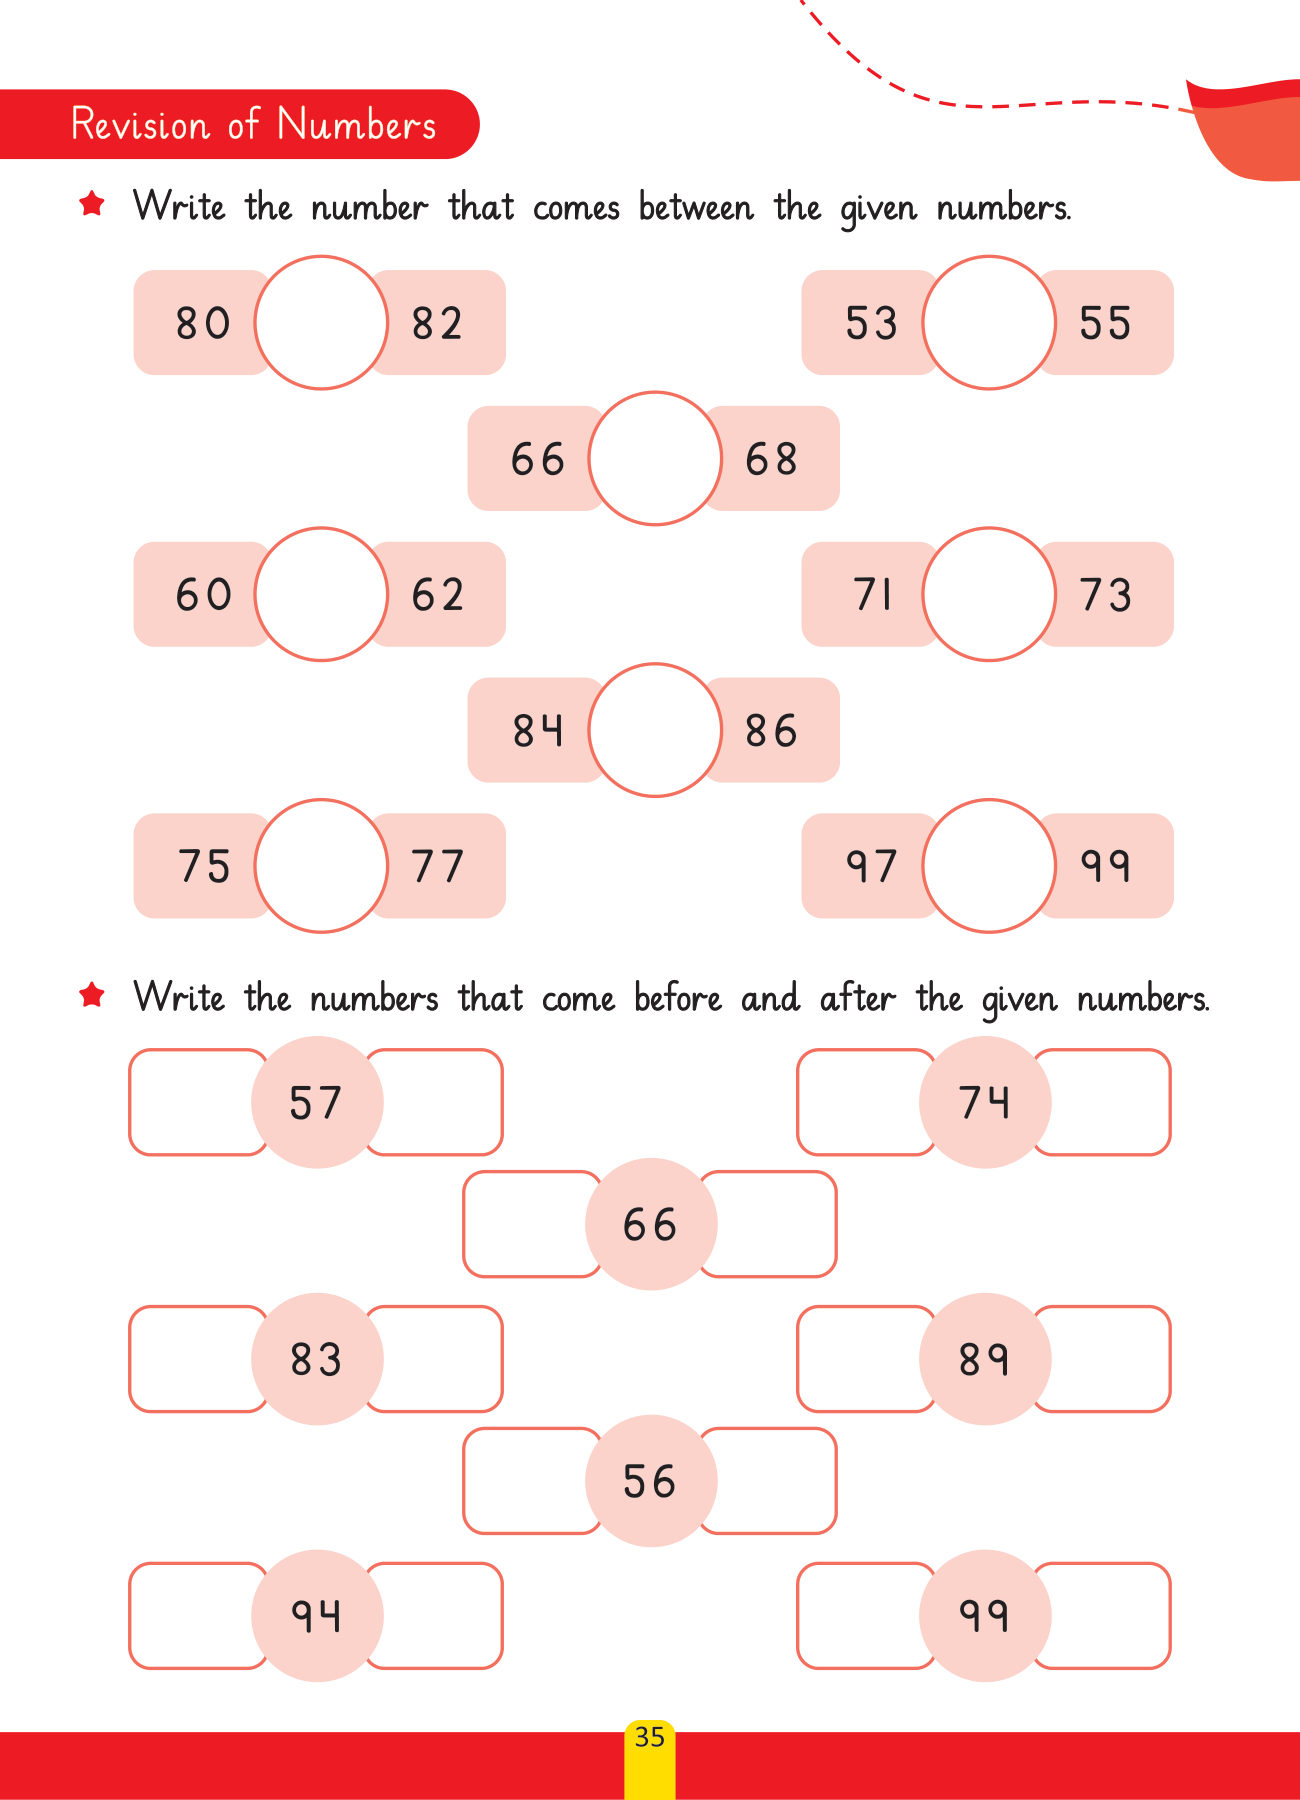 Revision of Numbers
Write the number that comes between the given numbers.
80 82 53 55
66 68
60 62 71 73
84 86
75 77 97 99
Write the numbers that come before and after the given numbers.
57 74
66
83 89
56
94 99
35